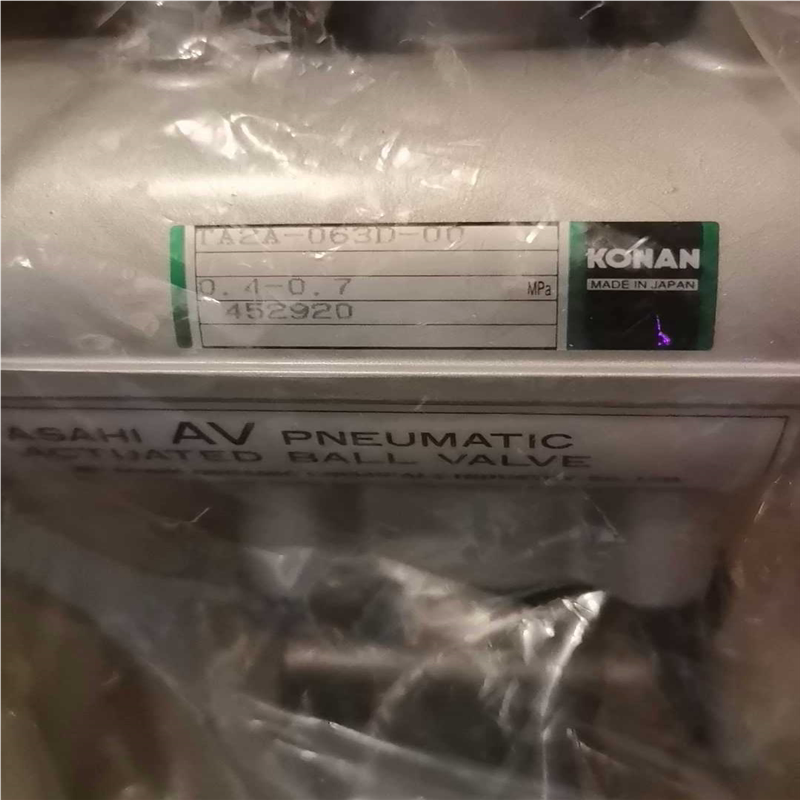 TA2A-063D-00
0.4-0.7 MPa
452920
KONAN
MADE IN JAPAN
ASAHI AV PNEUMATIC
ACTUATED BALL VALVE